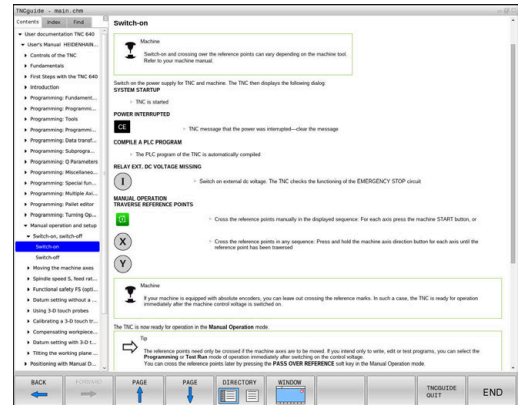 TNCguide - main.chm
Contents
Index
Find
User documentation TNC 640
User's Manual HEIDENHAIN...
Controls of the TNC
Fundamentals
First Steps with the TNC 640
Introduction
Programming: Fundament...
Programming: Programmi...
Programming: Tools
Programming: Programmi...
Programming: Data transf...
Programming: Subprogra...
Programming: Q Parameters
Programming: Miscellaneo...
Programming: Special fun...
Programming: Multiple Axi...
Programming: Pallet editor
Programming: Turning Op...
Manual operation and setup
Switch-on, switch-off
Switch-on
Switch-off
Moving the machine axes
Spindle speed S, feed rat...
Functional safety FS (opti...
Datum setting without a ...
Using 3-D touch probes
Calibrating a 3-D touch tr...
Compensating workpiece...
Datum setting with 3-D t...
Tilting the working plane ...
Positioning with Manual D...
Switch-on
Machine
Switch-on and crossing over the reference points can vary depending on the machine tool.
Refer to your machine manual.
Switch on the power supply for TNC and machine. The TNC then displays the following dialog:
SYSTEM STARTUP
TNC is started
POWER INTERRUPTED
CE
TNC message that the power was interrupted—clear the message
COMPILE A PLC PROGRAM
The PLC program of the TNC is automatically compiled
RELAY EXT. DC VOLTAGE MISSING
I
Switch on external dc voltage. The TNC checks the functioning of the EMERGENCY STOP circuit
MANUAL OPERATION
TRAVERSE REFERENCE POINTS
Cross the reference points manually in the displayed sequence: For each axis press the machine START button, or
X
Cross the reference points in any sequence: Press and hold the machine axis direction button for each axis until the
reference point has been traversed
Y
Machine
If your machine is equipped with absolute encoders, you can leave out crossing the reference marks. In such a case, the TNC is ready for operation
immediately after the machine control voltage is switched on.
The TNC is now ready for operation in the Manual Operation mode.
Tip
The reference points need only be crossed if the machine axes are to be moved. If you intend only to write, edit or test programs, you can select the
Programming or Test Run mode of operation immediately after switching on the control voltage.
You can cross the reference points later by pressing the PASS OVER REFERENCE soft key in the Manual Operation mode.
BACK
FORWARD
PAGE
PAGE
DIRECTORY
WINDOW
TNCGUIDE
QUIT
END